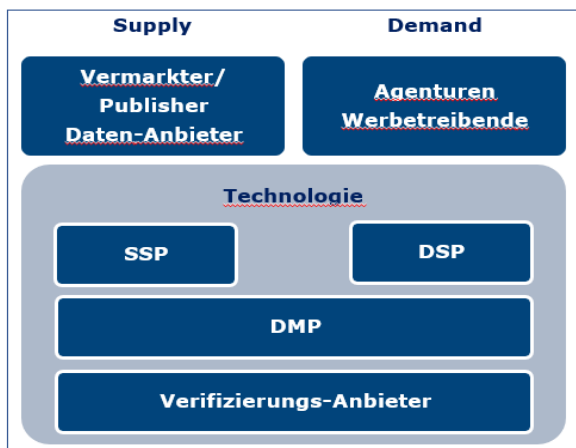 Supply
Demand
Vermarkter/
Publisher
Daten-Anbieter
Agenturen
Werbetreibende
Technologie
SSP
DSP
DMP
Verifizierungs-Anbieter